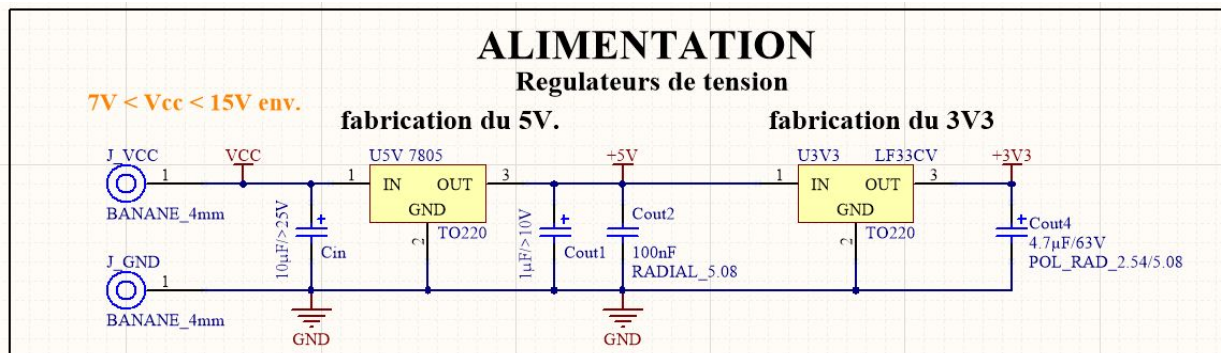 ALIMENTATION
Regulateurs de tension
7V < Vcc < 15V env.
fabrication du 5V.
fabrication du 3V3
J_VCC
1
BANANE_4mm
VCC
10µF/>25V
Cin
U5V 7805
1
IN
OUT
GND
3
2
TO220
1µF/>10V
Cout1
+5V
Cout2
100nF
RADIAL_5.08
U3V3
LF33CV
1
IN
OUT
GND
3
2
TO220
+3V3
Cout4
4.7µF/63V
POL_RAD_2.54/5.08
J_GND
1
BANANE_4mm
GND
GND